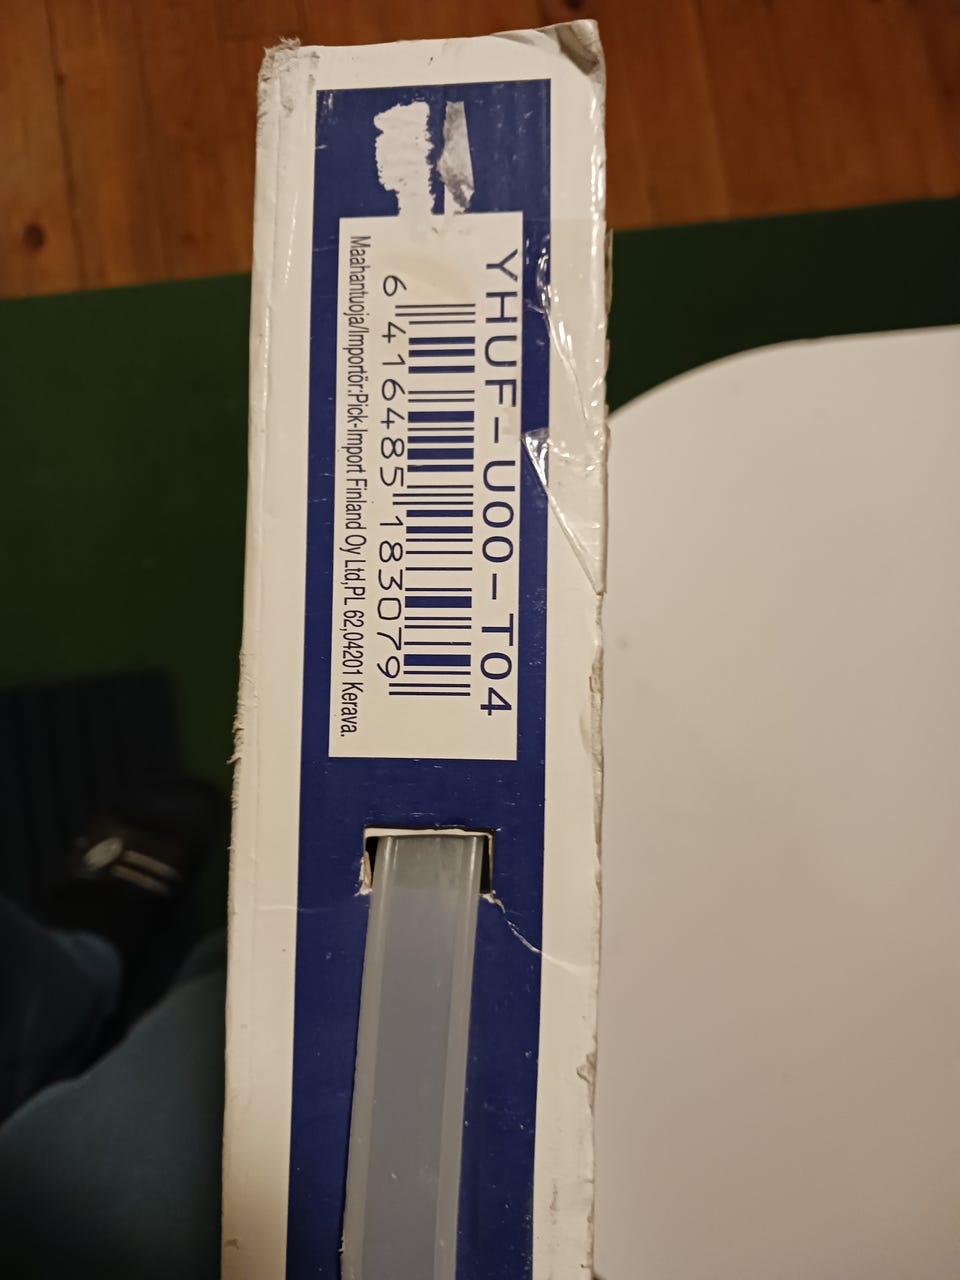 YHUF-U00-T04
6 416485 183079
Maahantuoja/Importör:Pick-Import Finland Oy Ltd,PL 62,04201 Kerava.